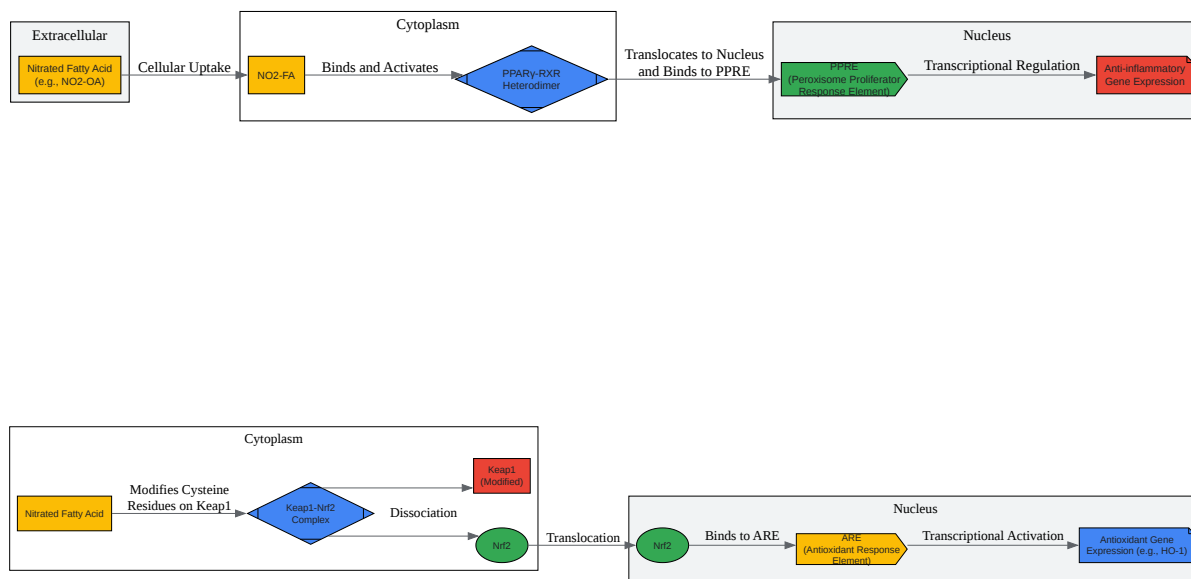 Extracellular
Nitrated Fatty Acid
(e.g., NO2-OA)
Cellular Uptake
Cytoplasm
NO2-FA
Binds and Activates
PPARγ-RXR
Heterodimer
Translocates to Nucleus
and Binds to PPRE
Nucleus
PPRE
(Peroxisome Proliferator
Response Element)
Transcriptional Regulation
Anti-inflammatory
Gene Expression
Cytoplasm
Nitrated Fatty Acid
Modifies Cysteine
Residues on Keap1
Keap1-Nrf2
Complex
Dissociation
Keap1
(Modified)
Nrf2
Translocation
Nucleus
Nrf2
Binds to ARE
ARE
(Antioxidant Response
Element)
Transcriptional Activation
Antioxidant Gene
Expression (e.g., HO-1)